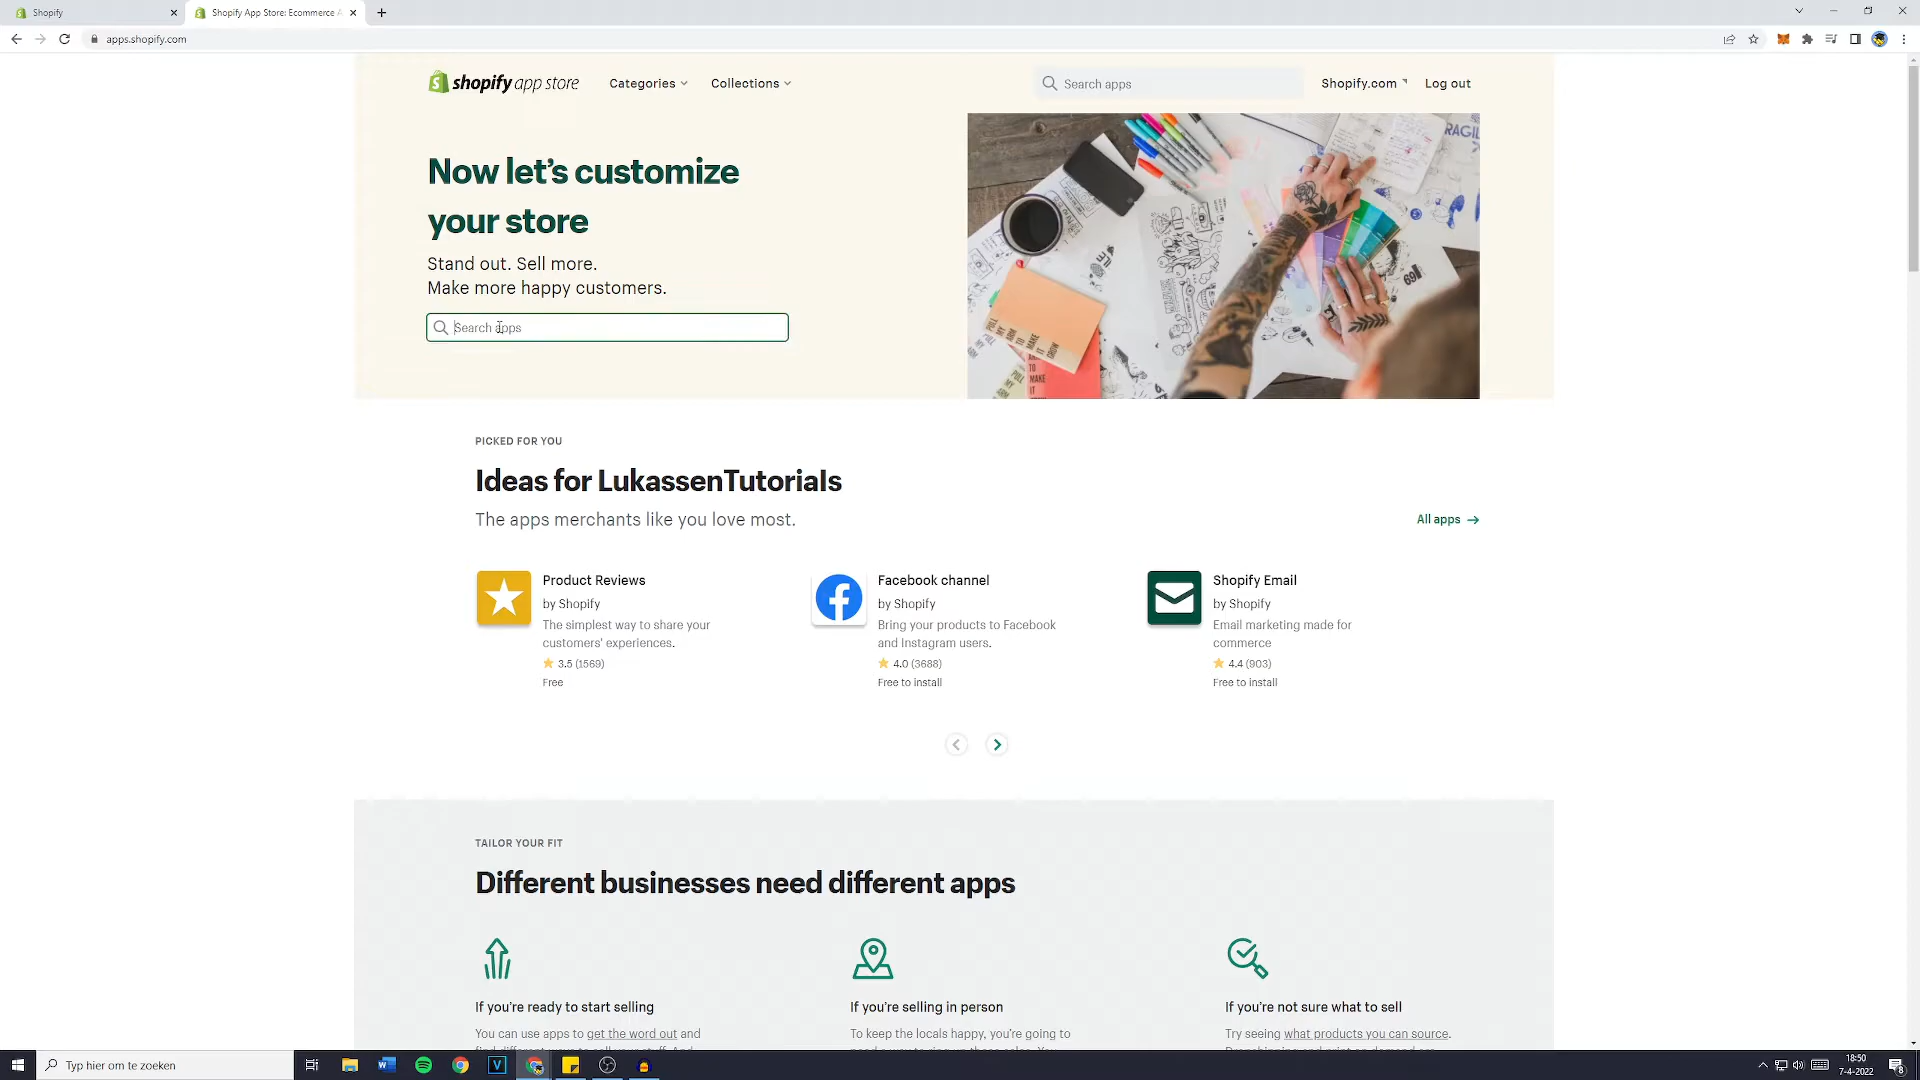 Shopify
Shopify App Store: Ecommerce A
apps.shopify.com
shopify app store
Categories
Collections
Search apps
Shopify.com
Log out
Now let's customize
your store
Stand out. Sell more.
Make more happy customers.
Search apps
PICKED FOR YOU
Ideas for LukassenTutorials
The apps merchants like you love most.
All apps
Product Reviews
by Shopify
The simplest way to share your
customers' experiences.
3.5 (1569)
Free
Facebook channel
by Shopify
Bring your products to Facebook
and Instagram users.
4.0 (3688)
Free to install
Shopify Email
by Shopify
Email marketing made for
commerce
4.4 (903)
Free to install
TAILOR YOUR FIT
Different businesses need different apps
If you're ready to start selling
You can use apps to get the word out and
If you're selling in person
To keep the locals happy, you're going to
If you're not sure what to sell
Try seeing what products you can source.
Typ hier om te zoeken
18:50
7-4-2022